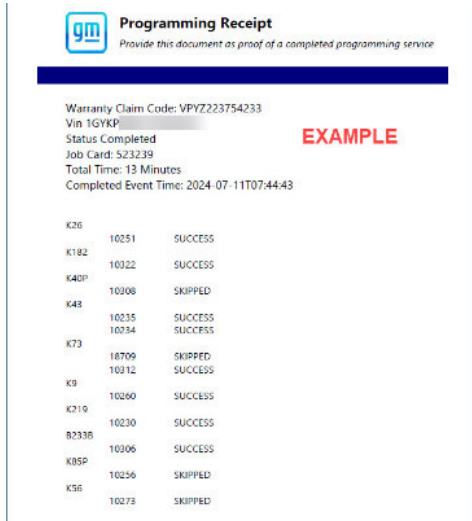 gm Programming Receipt
Provide this document as proof of a completed programming service
Warranty Claim Code: VPYZ223754233
Vin 1GYKP
Status Completed
EXAMPLE
Job Card: 523239
Total Time: 13 Minutes
Completed Event Time: 2024-07-11T07:44:43
K26
10251 SUCCESS
K182
10322 SUCCESS
K40P
10308 SKIPPED
K43
10235 SUCCESS
10234 SUCCESS
K73
18709 SKIPPED
10312 SUCCESS
K9
10260 SUCCESS
K219
10230 SUCCESS
B233B
10306 SUCCESS
K85P
10256 SKIPPED
K56
10273 SKIPPED